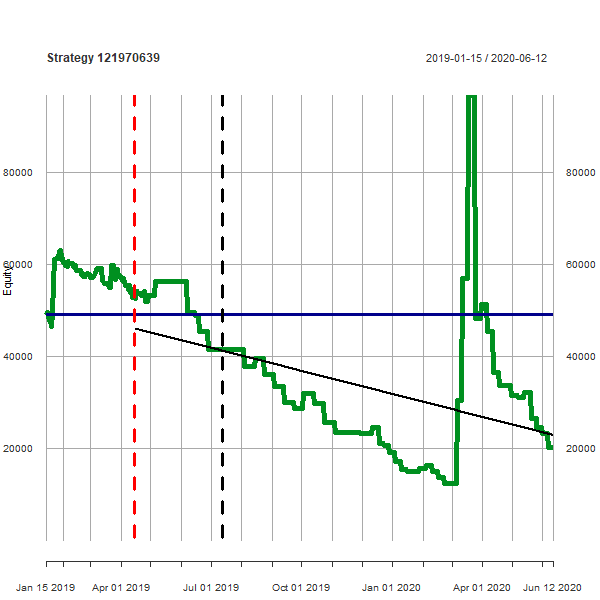 Strategy 121970639
2019-01-15 / 2020-06-12
80000
80000
60000
60000
Equity
40000
40000
20000
20000
Jan 15 2019
Apr 01 2019
Jul 01 2019
Oct 01 2019
Jan 01 2020
Apr 01 2020
Jun 12 2020